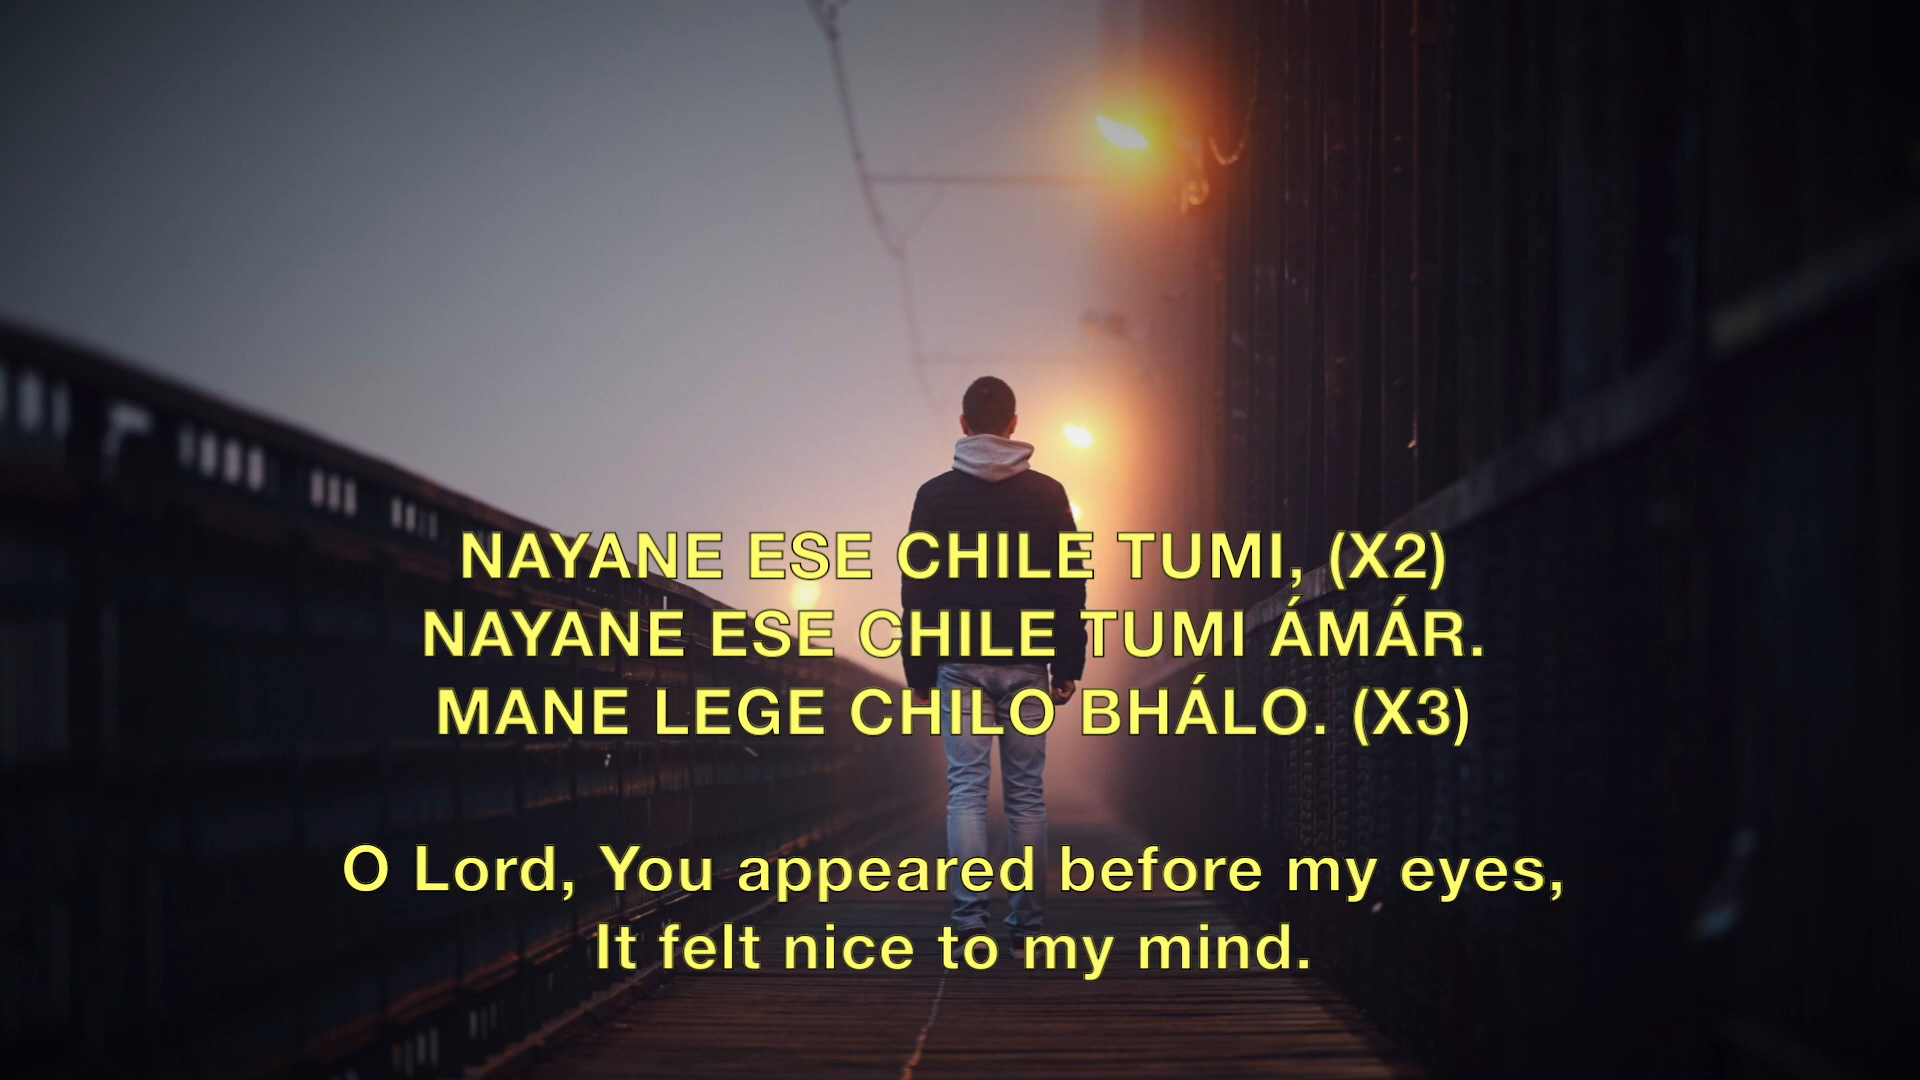 NAYANE ESE CHILE TUMI, (X2)
NAYANE ESE CHILE TUMI ÁMÁR.
MANE LEGE CHILO BHÁLO. (X3)
O Lord, You appeared before my eyes,
It felt nice to my mind.